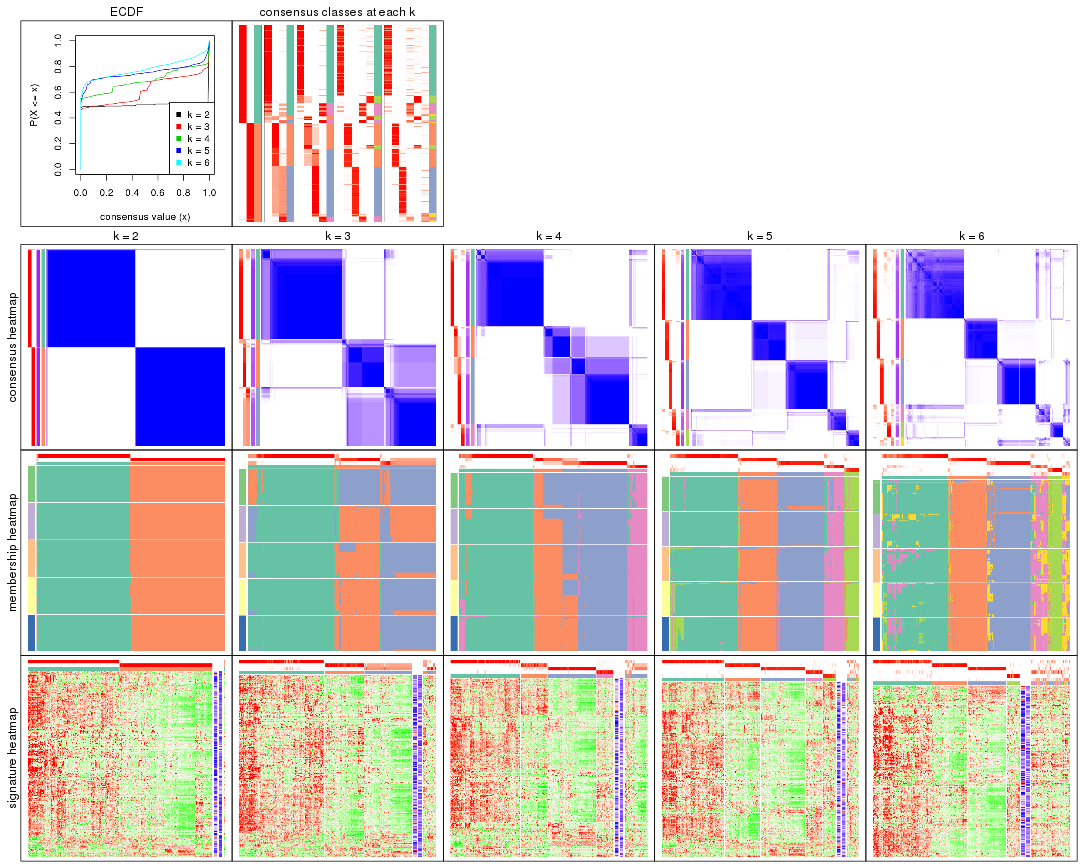 ECDF
consensus classes at each k
P(X <= x)
0.0
0.2
0.4
0.6
0.8
1.0
k = 2
k = 3
k = 4
k = 5
k = 6
0.0 0.2 0.4 0.6 0.8 1.0
consensus value (x)
k = 2
k = 3
k = 4
k = 5
k = 6
consensus heatmap
membership heatmap
signature heatmap